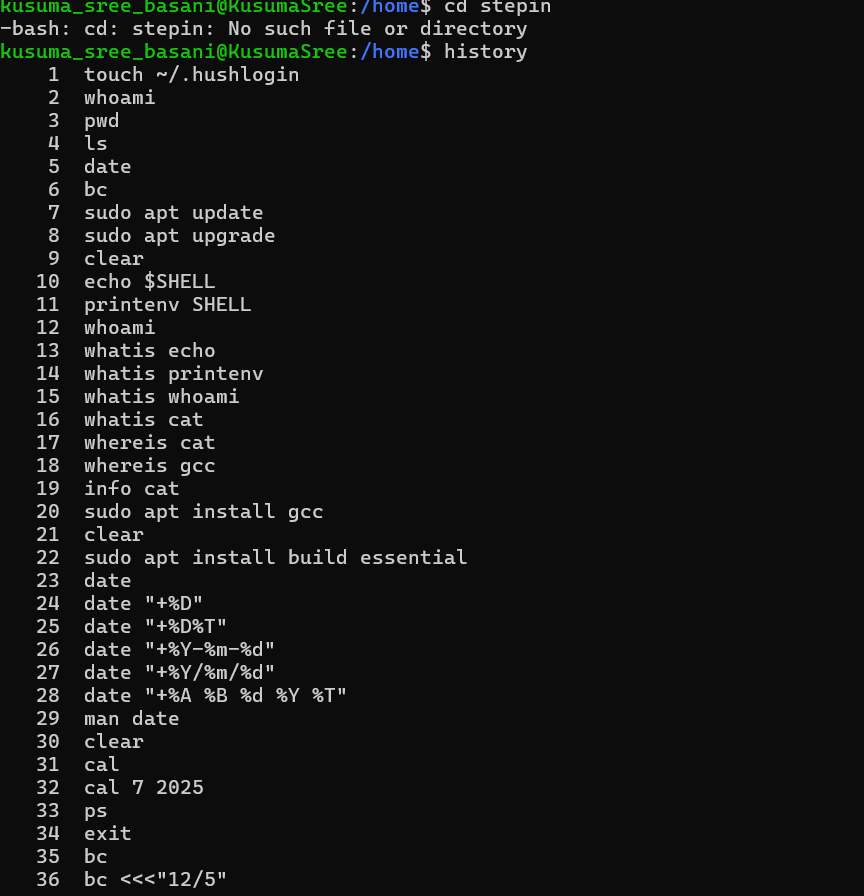 kusuma_sree_basani@KusumaSree:/home$ cd stepin
-bash: cd: stepin: No such file or directory
kusuma_sree_basani@KusumaSree:/home$ history
    1  touch ~/.hushlogin
    2  whoami
    3  pwd
    4  ls
    5  date
    6  bc
    7  sudo apt update
    8  sudo apt upgrade
    9  clear
   10  echo $SHELL
   11  printenv SHELL
   12  whoami
   13  whatis echo
   14  whatis printenv
   15  whatis whoami
   16  whatis cat
   17  whereis cat
   18  whereis gcc
   19  info cat
   20  sudo apt install gcc
   21  clear
   22  sudo apt install build essential
   23  date
   24  date "+%D"
   25  date "+%D%T"
   26  date "+%Y-%m-%d"
   27  date "+%Y/%m/%d"
   28  date "+%A %B %d %Y %T"
   29  man date
   30  clear
   31  cal
   32  cal 7 2025
   33  ps
   34  exit
   35  bc
   36  bc <<<"12/5"